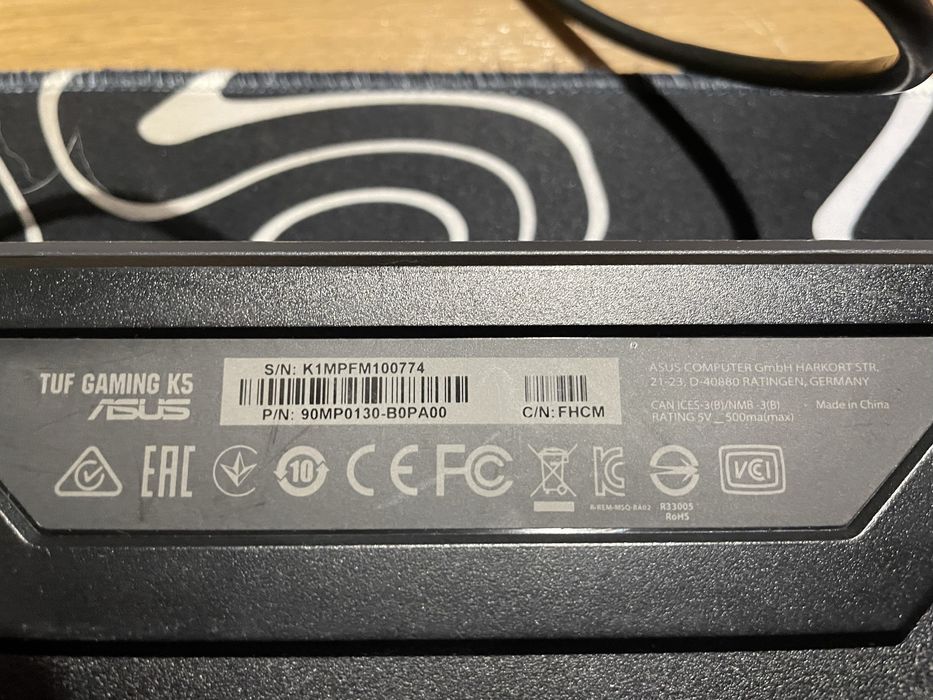 TUF GAMING K5
ASUS
S/N: K1MPFM100774
P/N: 90MP0130-B0PA00
C/N: FHCM
ASUS COMPUTER GmbH HARKORT STR.
21-23, D-40880 RATINGEN, GERMANY
CAN ICES-3(B)/NMB -3(B) · Made in China
RATING 5V ⎓ 500ma(max)
EAC
10
CE
FC
R-REM-MSQ-RA02
R33005
RoHS
VCCI